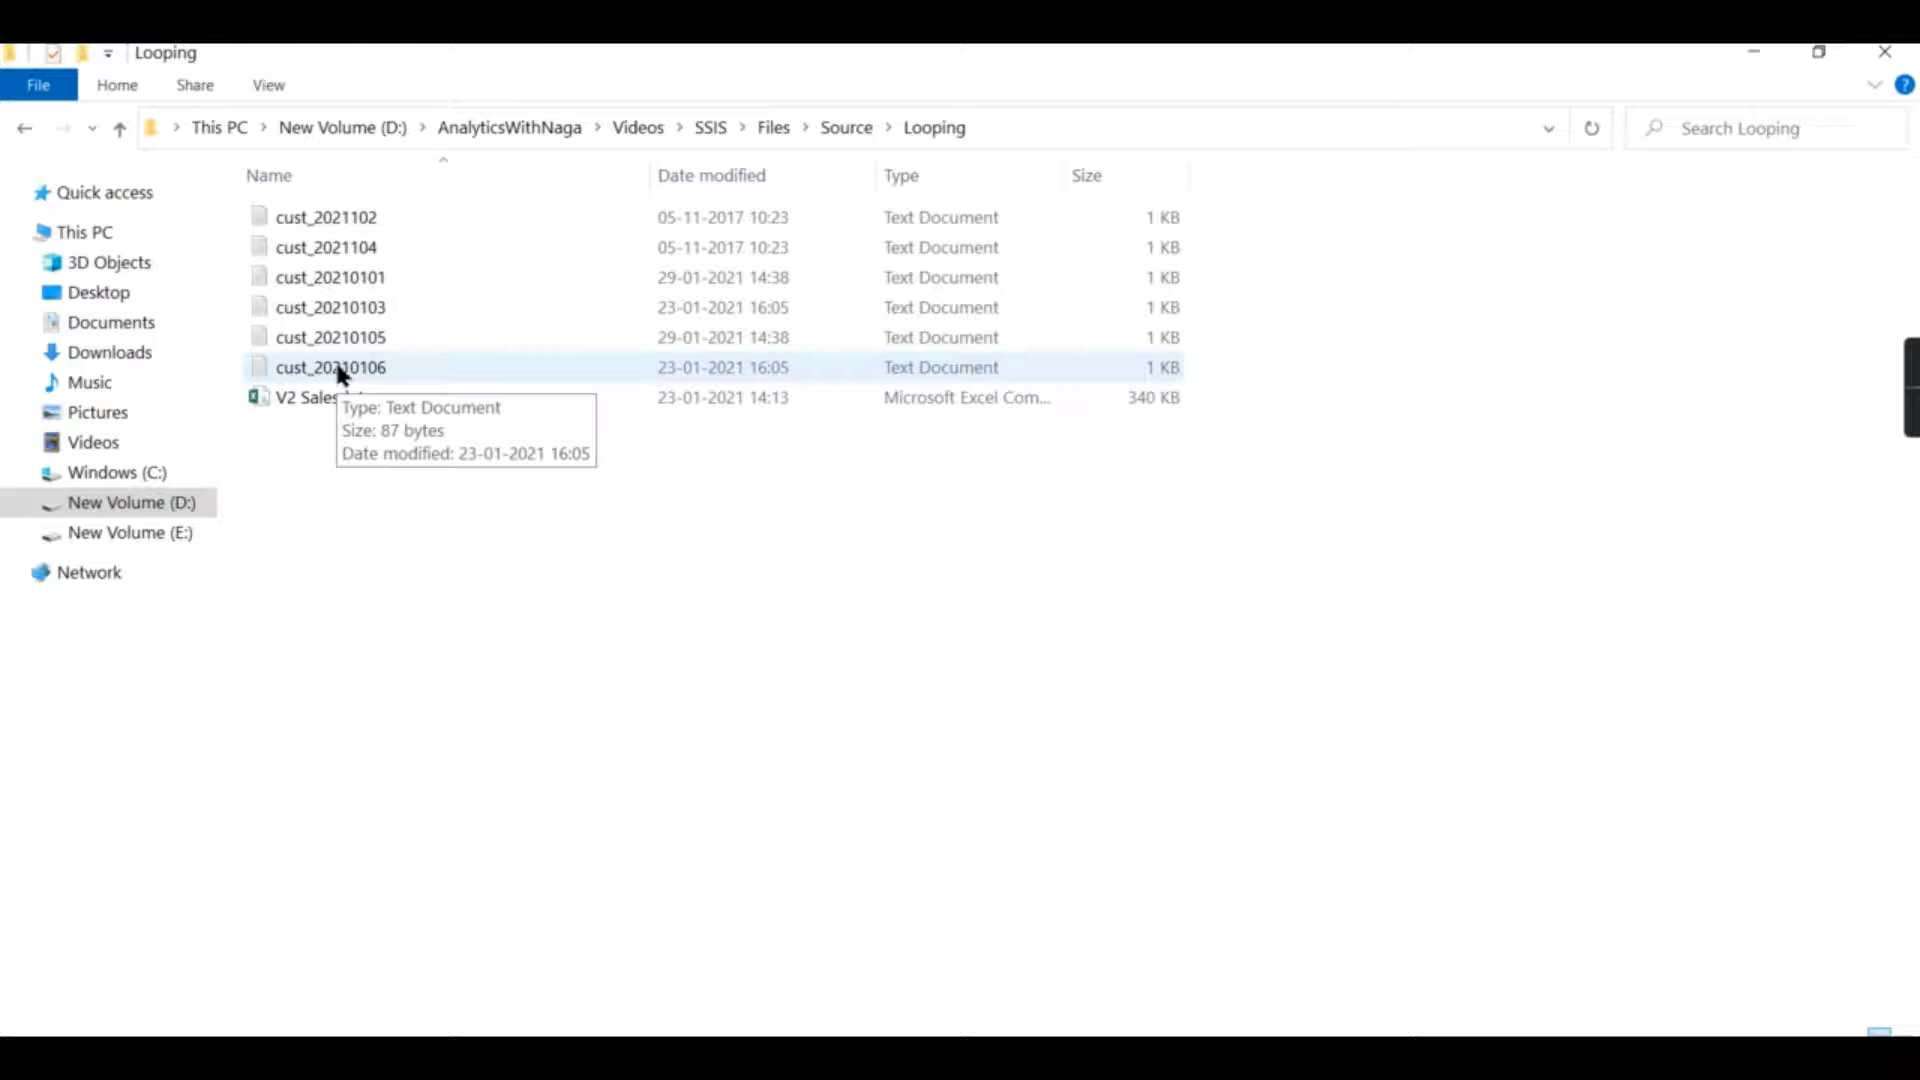 Looping
File Home Share View ?
This PC New Volume (D:) AnalyticsWithNaga Videos SSIS Files Source Looping Search Looping
Name Date modified Type Size
Quick access
This PC
3D Objects
Desktop
Documents
Downloads
Music
Pictures
Videos
Windows (C:)
New Volume (D:)
New Volume (E:)
Network
cust_2021102 05-11-2017 10:23 Text Document 1 KB
cust_2021104 05-11-2017 10:23 Text Document 1 KB
cust_20210101 29-01-2021 14:38 Text Document 1 KB
cust_20210103 23-01-2021 16:05 Text Document 1 KB
cust_20210105 29-01-2021 14:38 Text Document 1 KB
cust_20210106 23-01-2021 16:05 Text Document 1 KB
V2 Sales 23-01-2021 14:13 Microsoft Excel Com... 340 KB
Type: Text Document
Size: 87 bytes
Date modified: 23-01-2021 16:05